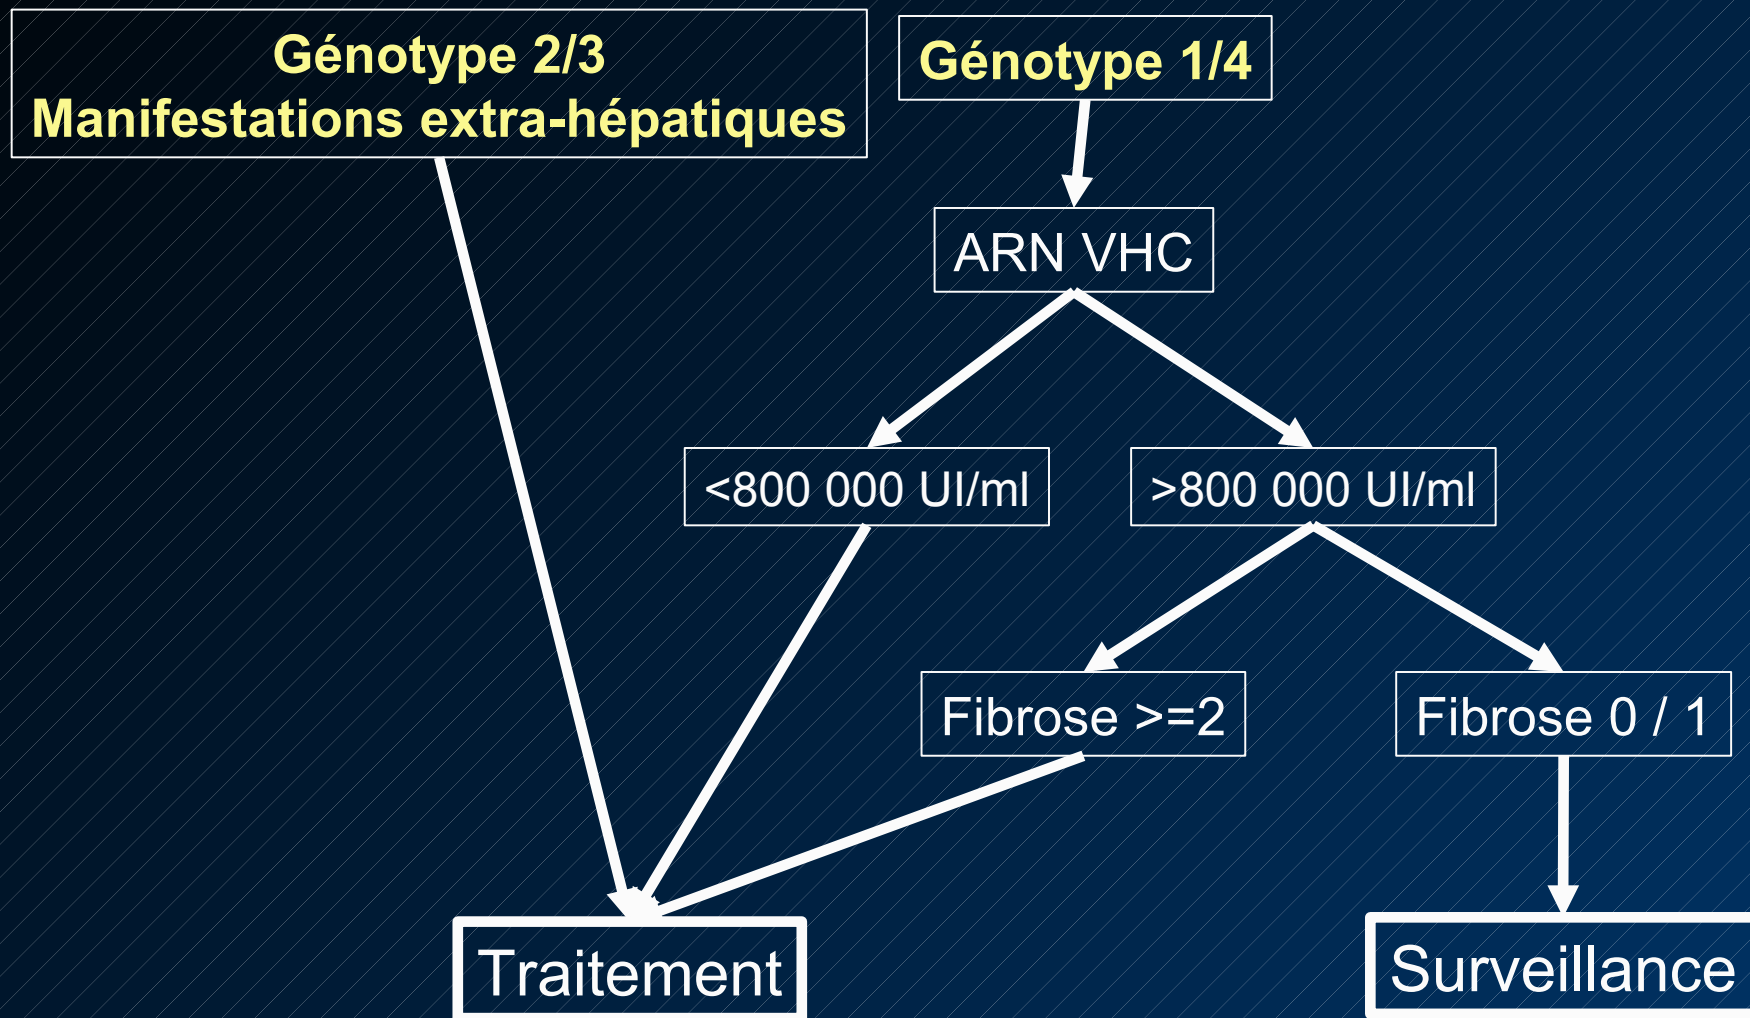 Génotype 2/3
Manifestations extra-hépatiques
Génotype 1/4
ARN VHC
<800 000 UI/ml
>800 000 UI/ml
Fibrose >=2
Fibrose 0 / 1
Traitement
Surveillance